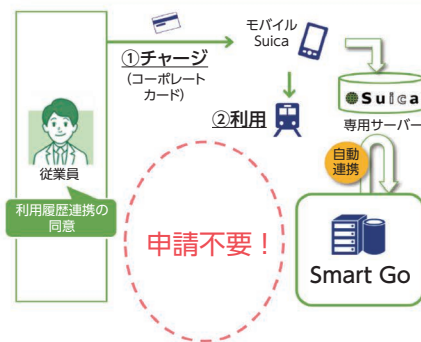 ①チャージ
(コーポレート
カード)
モバイル
Suica
②利用
Suica
専用サーバー
自動
連携
従業員
利用履歴連携の
同意
申請不要！
Smart Go